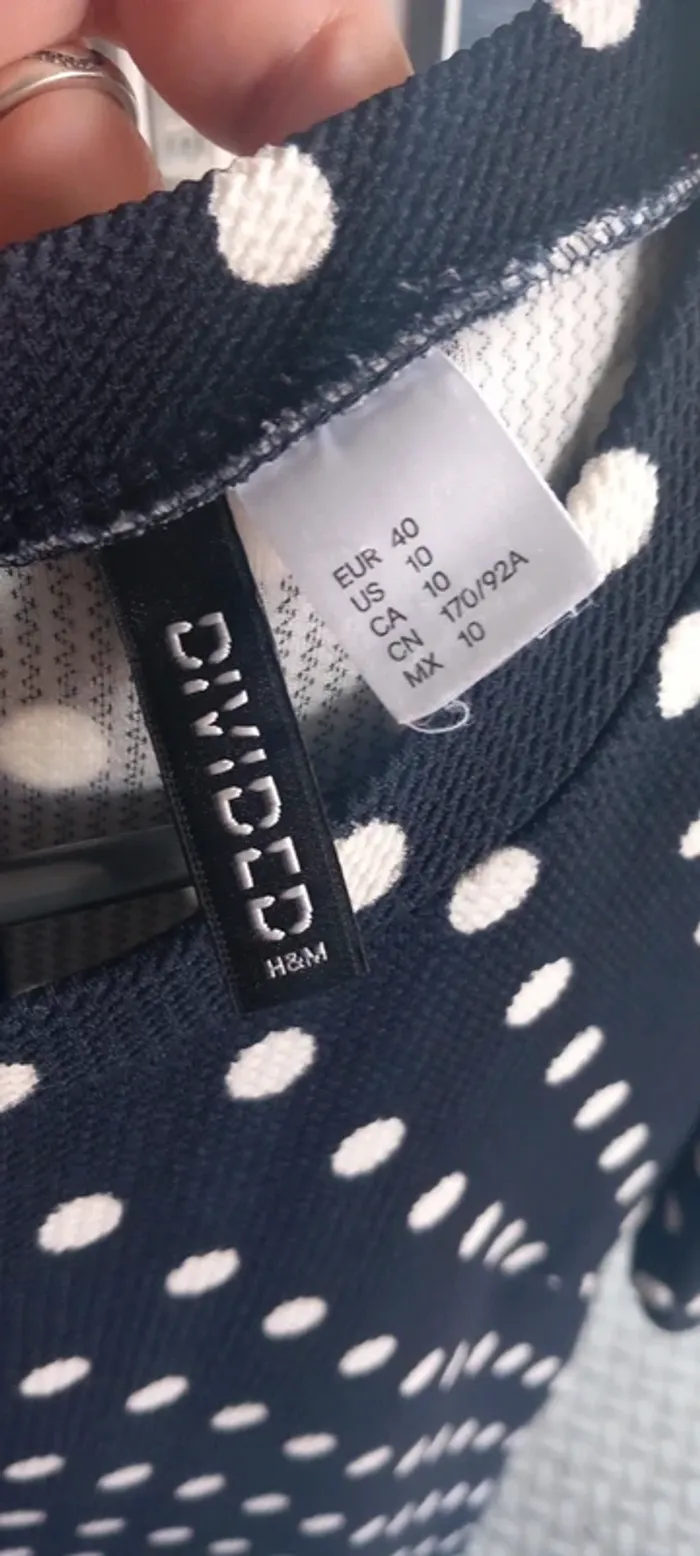 EUR 40
US 10
CA 10
CN 170/92A
MX 10
DIVIDED
H&M